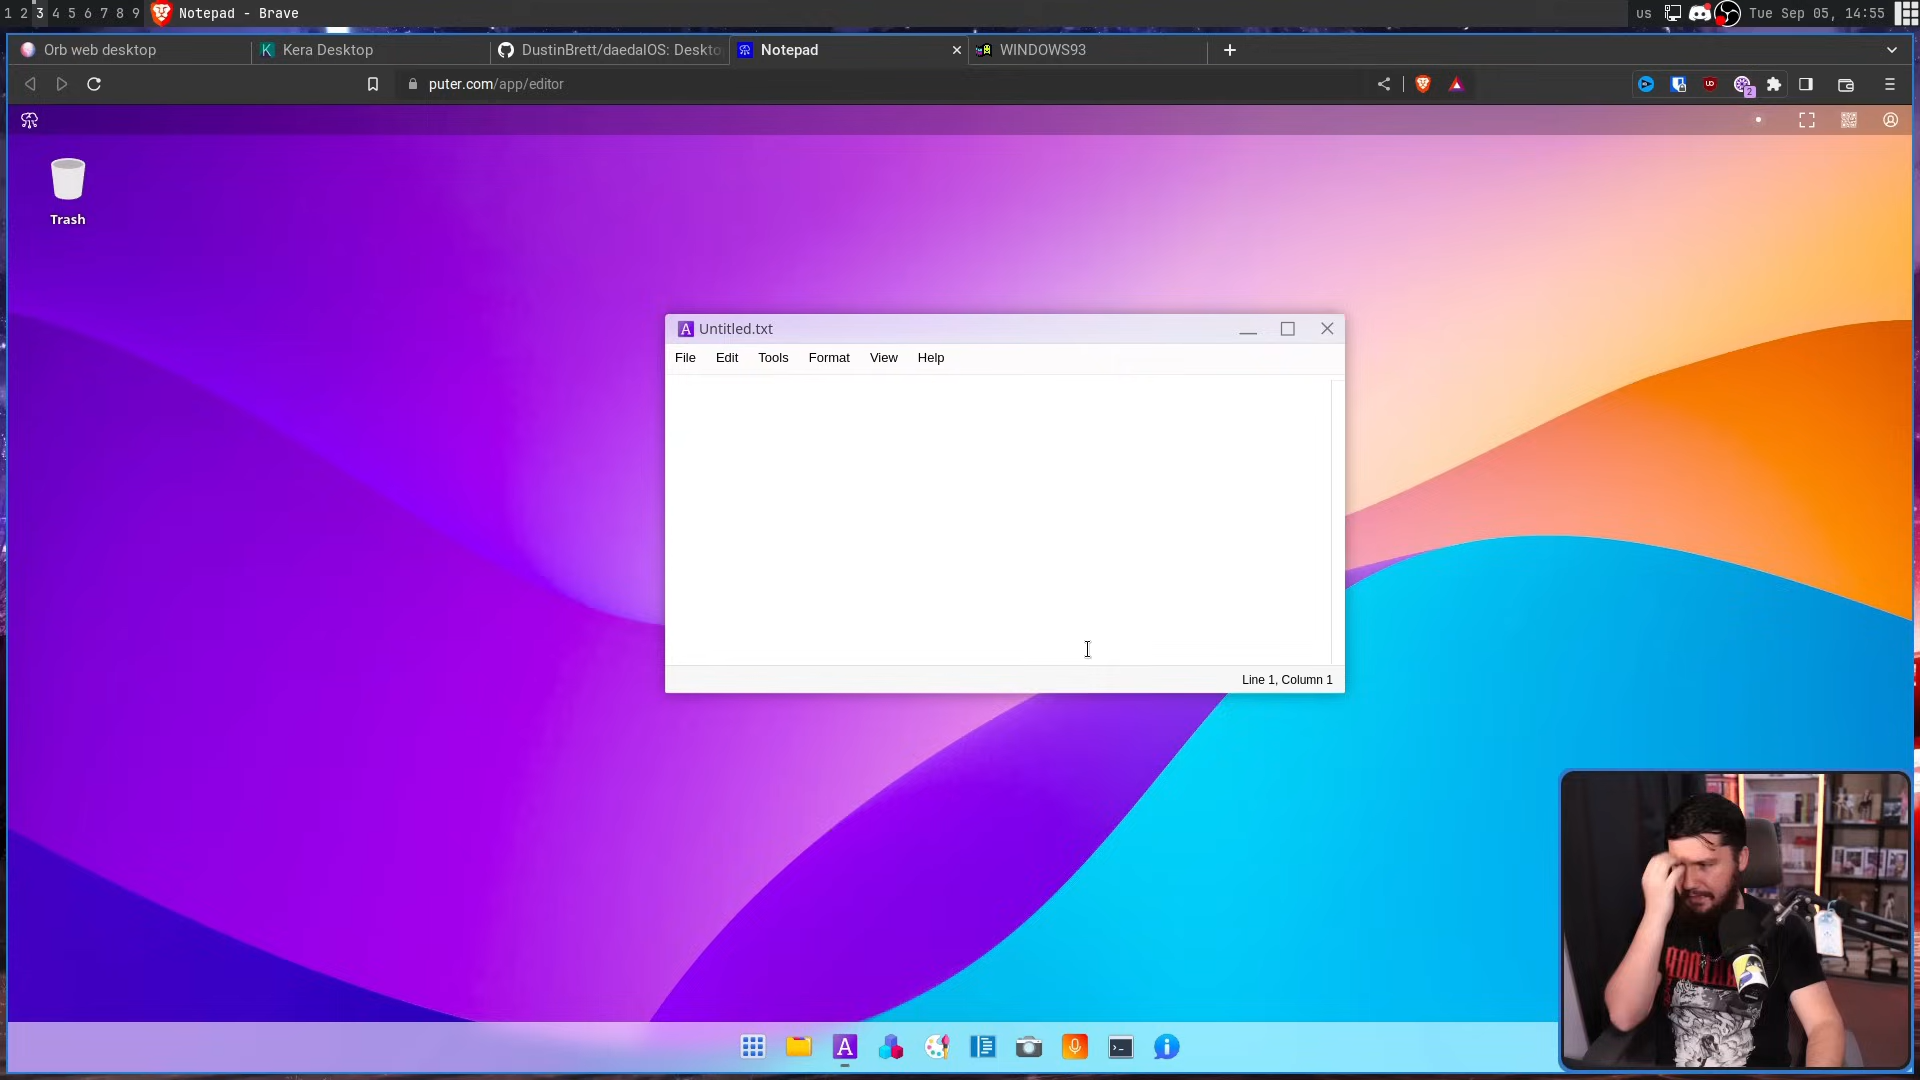 1 2 3 4 5 6 7 8 9 Notepad - Brave us Tue Sep 05, 14:55
Orb web desktop Kera Desktop DustinBrett/daedalOS: Deskto Notepad WINDOWS93
puter.com/app/editor
2
Trash
Untitled.txt
File Edit Tools Format View Help
Line 1, Column 1